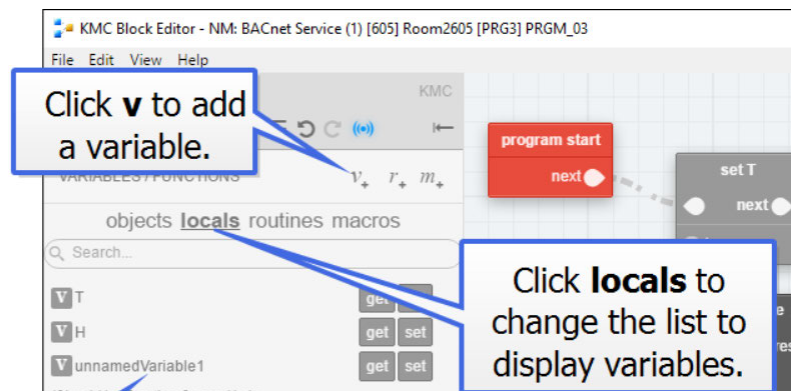 KMC Block Editor - NM: BACnet Service (1) [605] Room2605 [PRG3] PRGM_03
File Edit View Help
KMC
Click v to add
a variable.
VARIABLES / FUNCTIONS
v+ r+ m+
objects locals routines macros
Search...
V T get
V H get set
V unnamedVariable1 get set
program start
next
set T
next
Click locals to
change the list to
display variables.